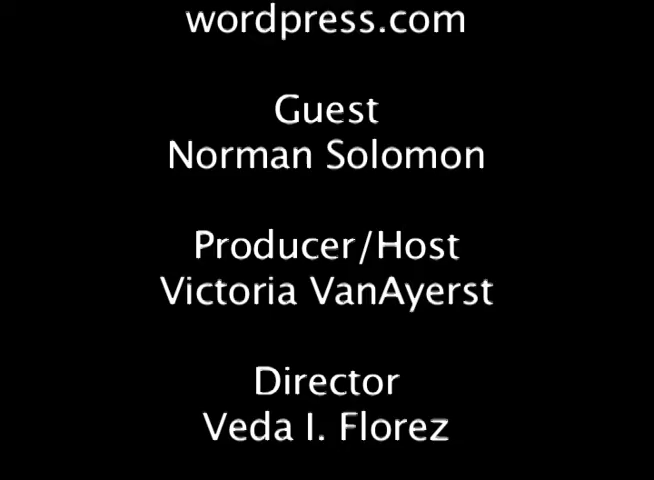 wordpress.com
Guest
Norman Solomon
Producer/Host
Victoria VanAyerst
Director
Veda I. Florez